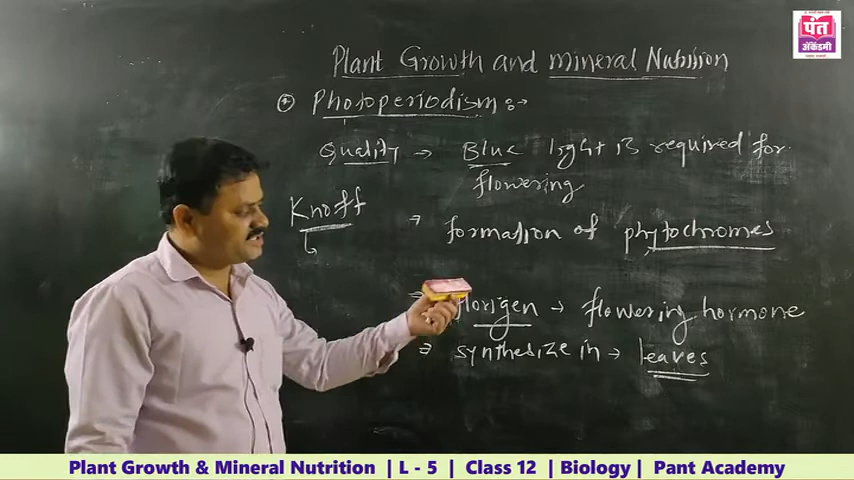 पंत
अ‍ॅकॅडमी
Plant Growth and Mineral Nutrition
Photoperiodism :→
Quality → Blue light is required for
flowering
Knoff
→ formation of phytochromes
→ florigen → flowering hormone
⇒ synthesize in → leaves
Plant Growth & Mineral Nutrition | L - 5 | Class 12 | Biology | Pant Academy